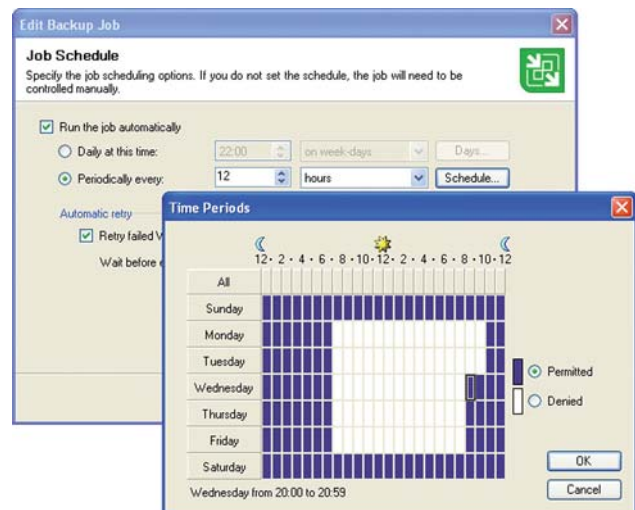 Edit Backup Job
Job Schedule
Specify the job scheduling options. If you do not set the schedule, the job will need to be
controlled manually.
Run the job automatically
Daily at this time:
22:00
on week-days
Days...
Periodically every:
12
hours
Schedule...
Automatic retry
Retry failed
Wait before
Time Periods
12 · 2 · 4 · 6 · 8 · 10 · 12 · 2 · 4 · 6 · 8 · 10 · 12
All
Sunday
Monday
Tuesday
Wednesday
Thursday
Friday
Saturday
Permitted
Denied
Wednesday from 20:00 to 20:59
OK
Cancel